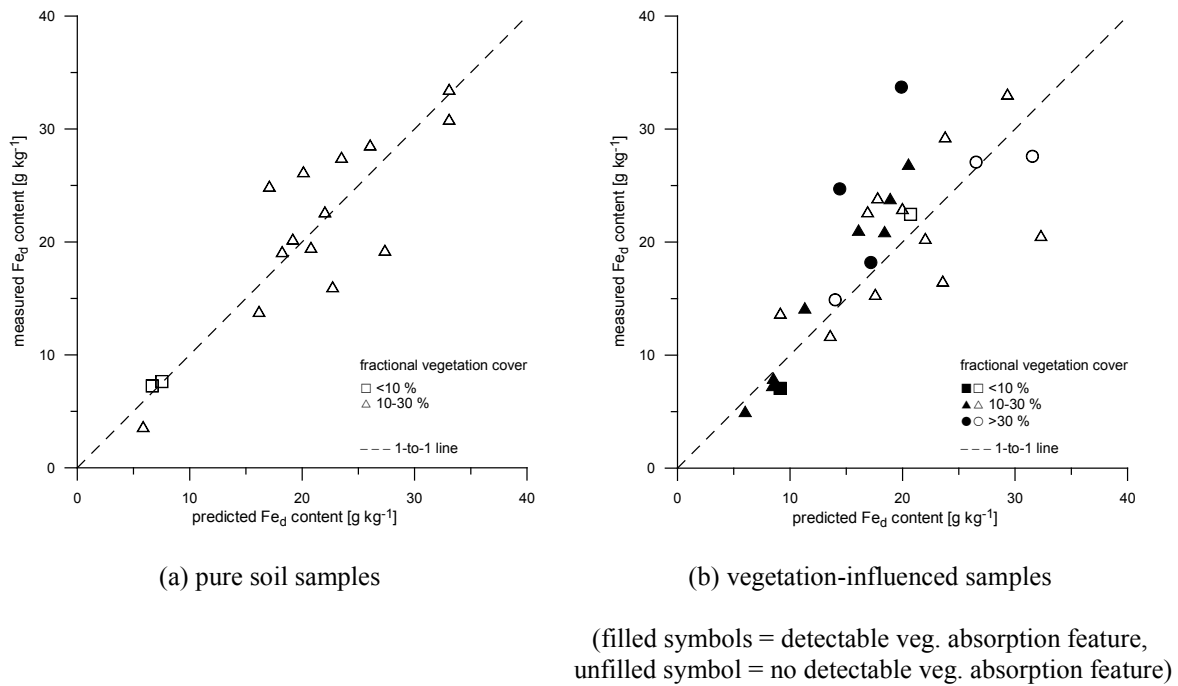 40
30
20
10
0
measured Fed content [g kg-1]
fractional vegetation cover
<10 %
10-30 %
1-to-1 line
0 10 20 30 40
predicted Fed content [g kg-1]
(a) pure soil samples
40
30
20
10
0
measured Fed content [g kg-1]
fractional vegetation cover
<10 %
10-30 %
>30 %
1-to-1 line
0 10 20 30 40
predicted Fed content [g kg-1]
(b) vegetation-influenced samples
(filled symbols = detectable veg. absorption feature,
unfilled symbol = no detectable veg. absorption feature)